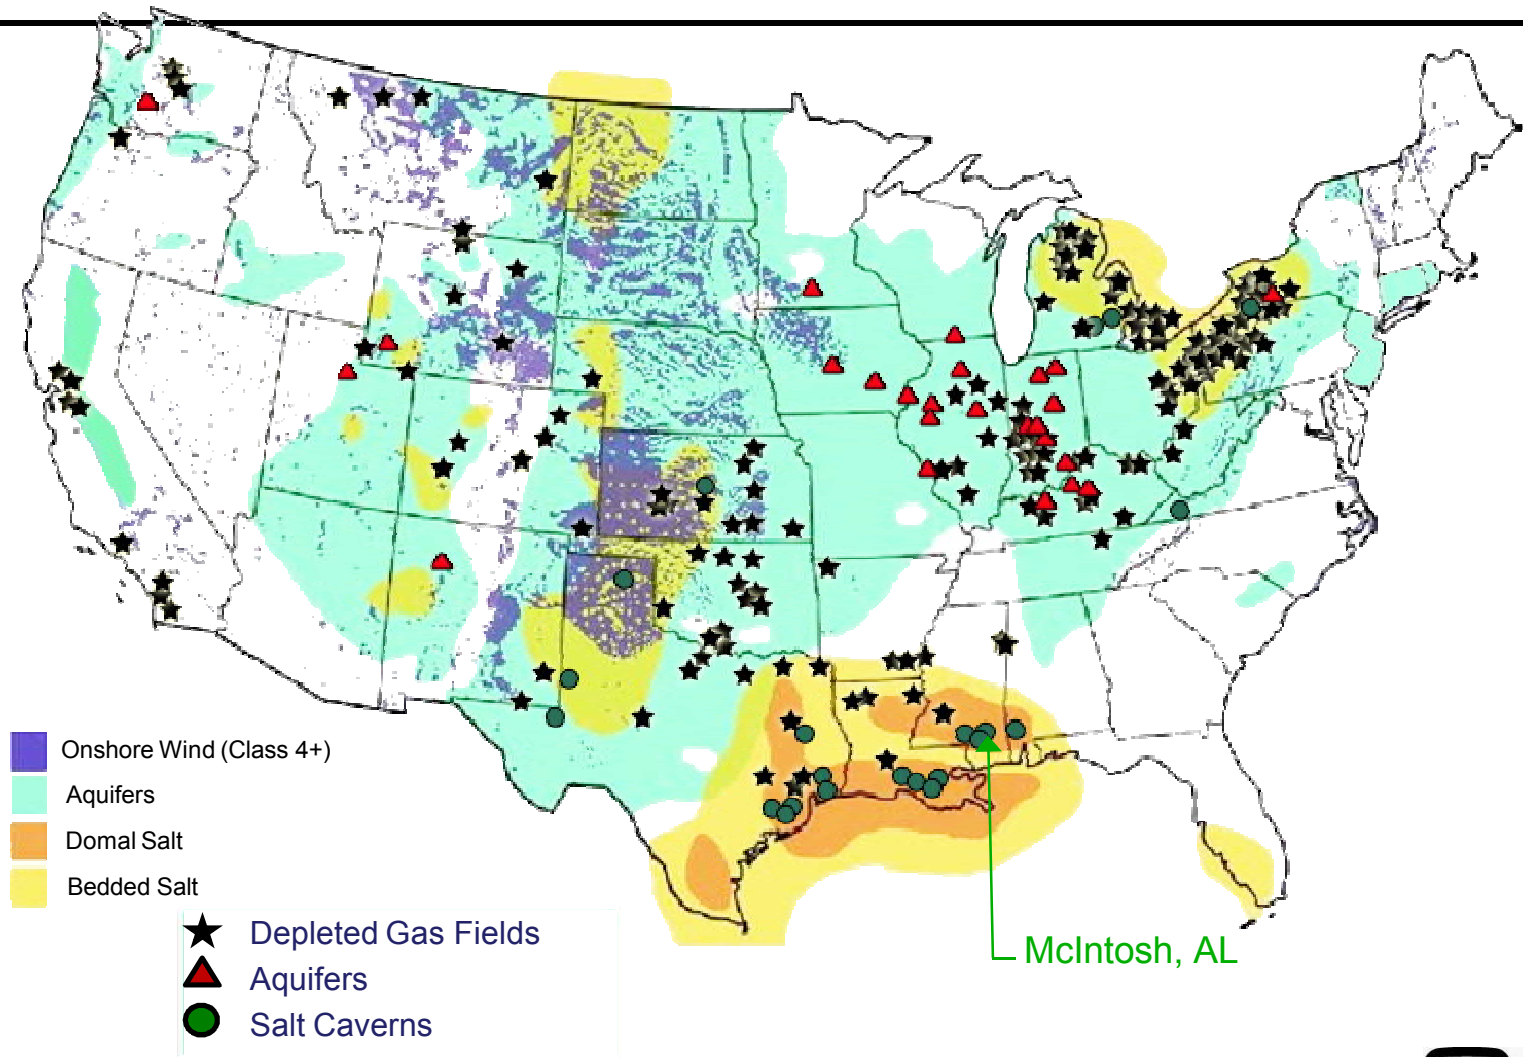 Onshore Wind (Class 4+)
Aquifers
Domal Salt
Bedded Salt
Depleted Gas Fields
Aquifers
Salt Caverns
McIntosh, AL